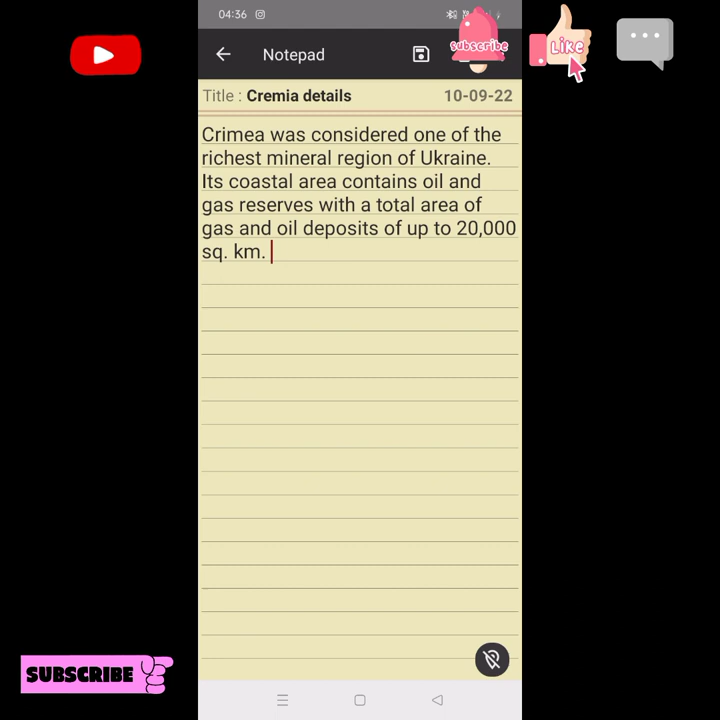 04:36
subscribe
Like
Notepad
Title : Cremia details 10-09-22
Crimea was considered one of the
richest mineral region of Ukraine.
Its coastal area contains oil and
gas reserves with a total area of
gas and oil deposits of up to 20,000
sq. km.
SUBSCRIBE